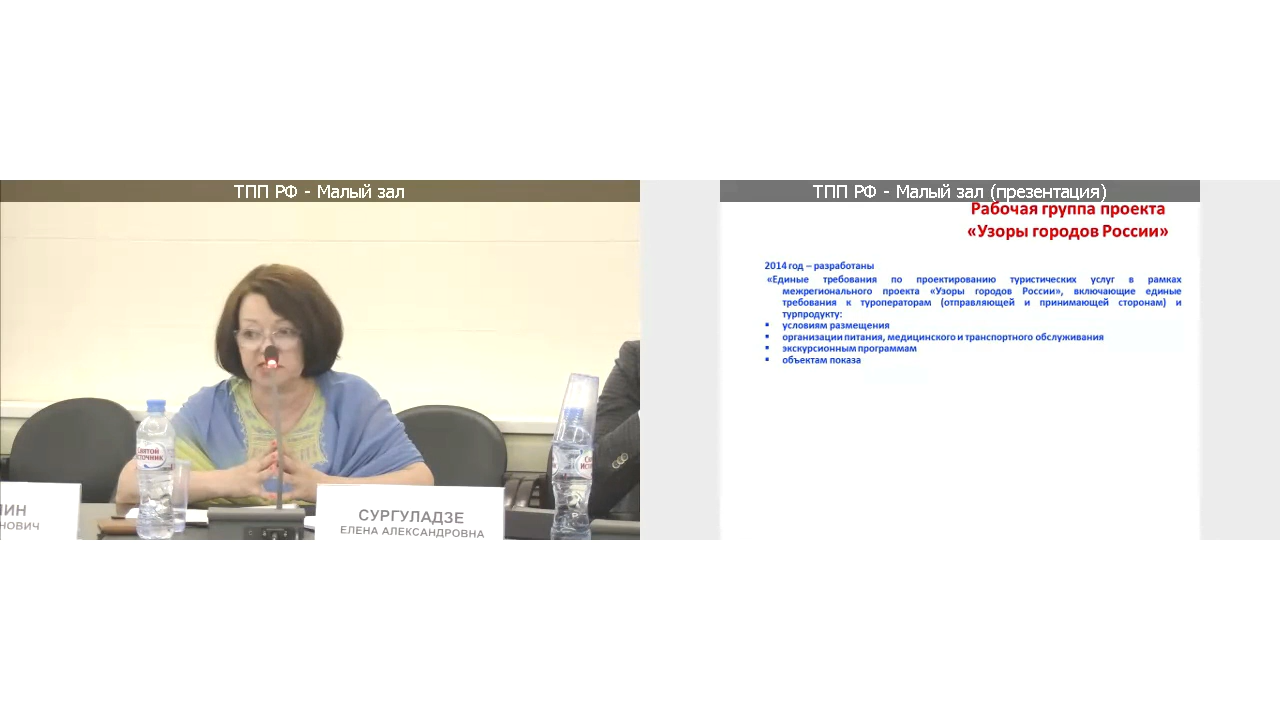 ТПП РФ - Малый зал
СВЯТОЙ
ИСТОЧНИК
СУРГУЛАДЗЕ
ЕЛЕНА АЛЕКСАНДРОВНА
ТПП РФ - Малый зал (презентация)
Рабочая группа проекта
«Узоры городов России»
2014 год – разработаны
«Единые требования по проектированию туристических услуг в рамках
межрегионального проекта «Узоры городов России», включающие единые
требования к туроператорам (отправляющей и принимающей сторонам) и
турпродукту:
▪ условиям размещения
▪ организации питания, медицинского и транспортного обслуживания
▪ экскурсионным программам
▪ объектам показа